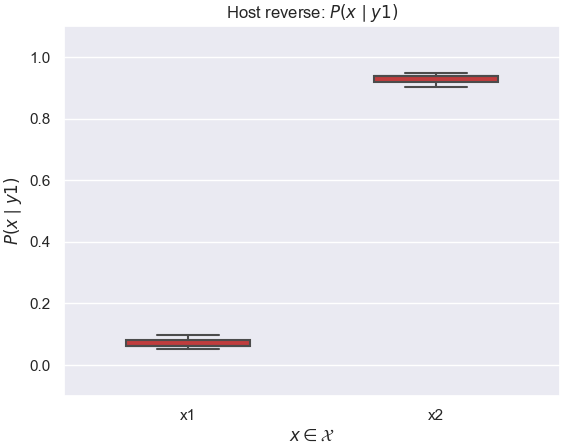 Host reverse: P(x | y1)
1.0
0.8
0.6
0.4
0.2
0.0
P(x | y1)
x1 x2
x ∈ 𝒳